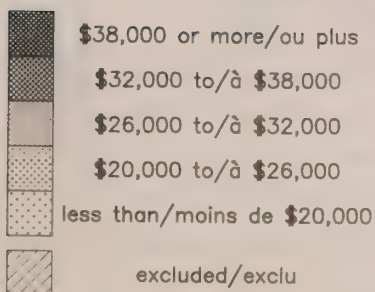 $38,000 or more/ou plus
$32,000 to/à $38,000
$26,000 to/à $32,000
$20,000 to/à $26,000
less than/moins de $20,000
excluded/exclu